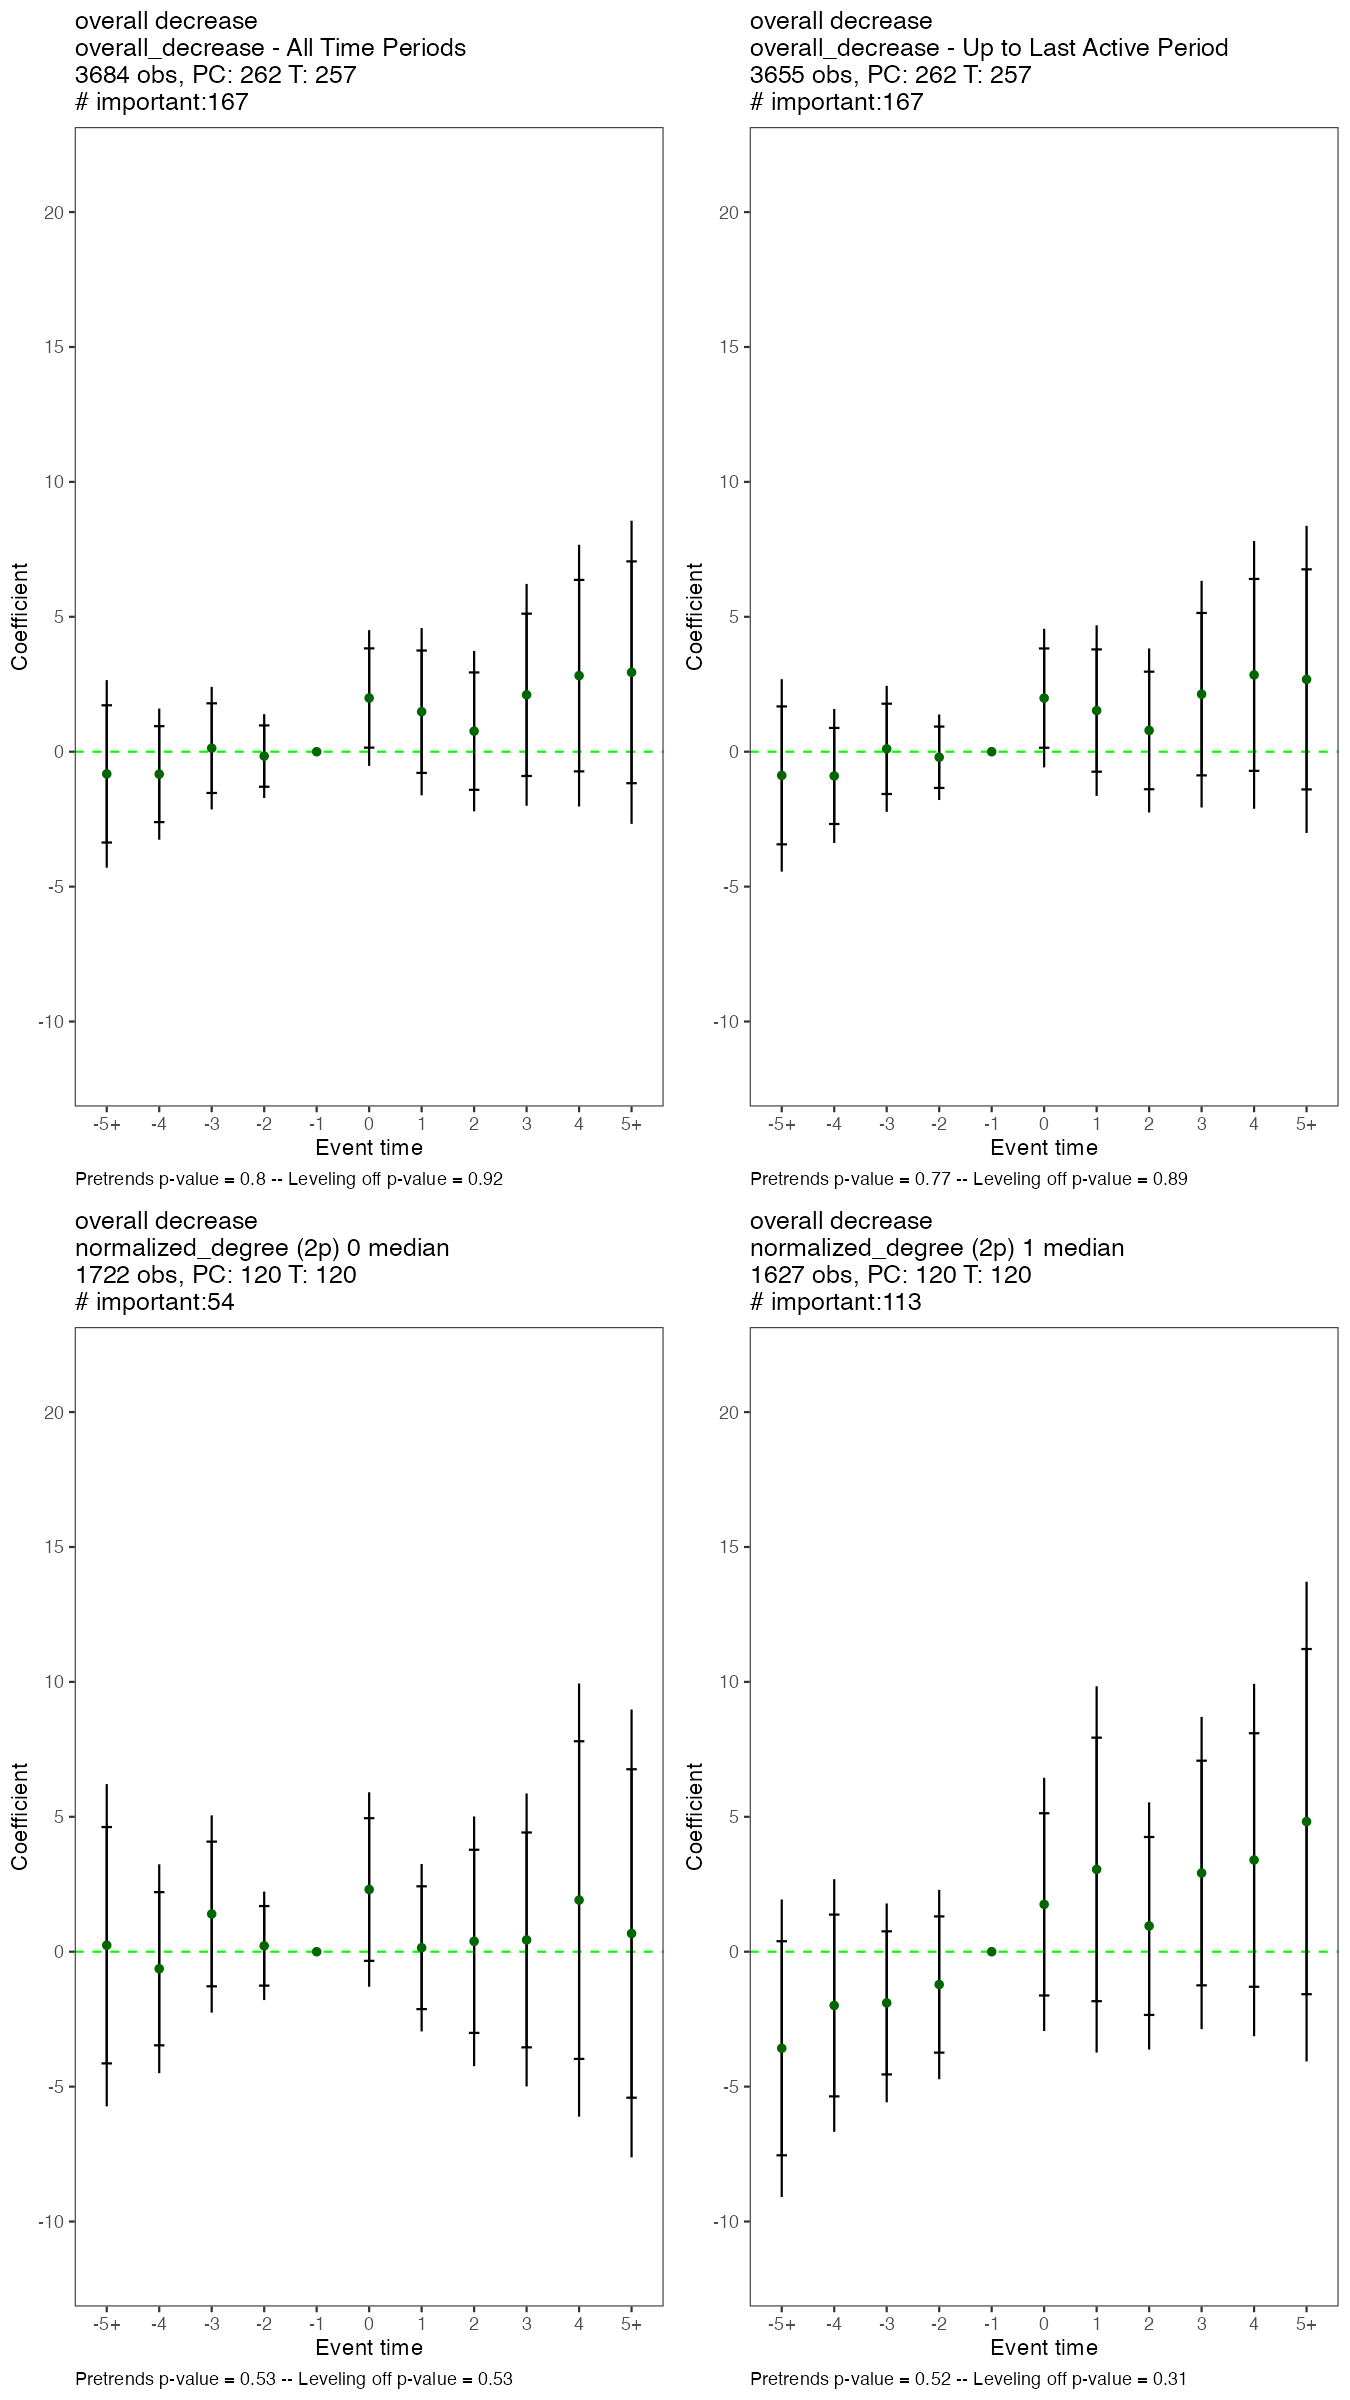 overall decrease
overall_decrease - All Time Periods
3684 obs, PC: 262 T: 257
# important:167
20
15
10
5
0
-5
-10
Coefficient
-5+ -4 -3 -2 -1 0 1 2 3 4 5+
Event time
Pretrends p-value = 0.8 -- Leveling off p-value = 0.92
overall decrease
overall_decrease - Up to Last Active Period
3655 obs, PC: 262 T: 257
# important:167
20
15
10
5
0
-5
-10
Coefficient
-5+ -4 -3 -2 -1 0 1 2 3 4 5+
Event time
Pretrends p-value = 0.77 -- Leveling off p-value = 0.89
overall decrease
normalized_degree (2p) 0 median
1722 obs, PC: 120 T: 120
# important:54
20
15
10
5
0
-5
-10
Coefficient
-5+ -4 -3 -2 -1 0 1 2 3 4 5+
Event time
Pretrends p-value = 0.53 -- Leveling off p-value = 0.53
overall decrease
normalized_degree (2p) 1 median
1627 obs, PC: 120 T: 120
# important:113
20
15
10
5
0
-5
-10
Coefficient
-5+ -4 -3 -2 -1 0 1 2 3 4 5+
Event time
Pretrends p-value = 0.52 -- Leveling off p-value = 0.31